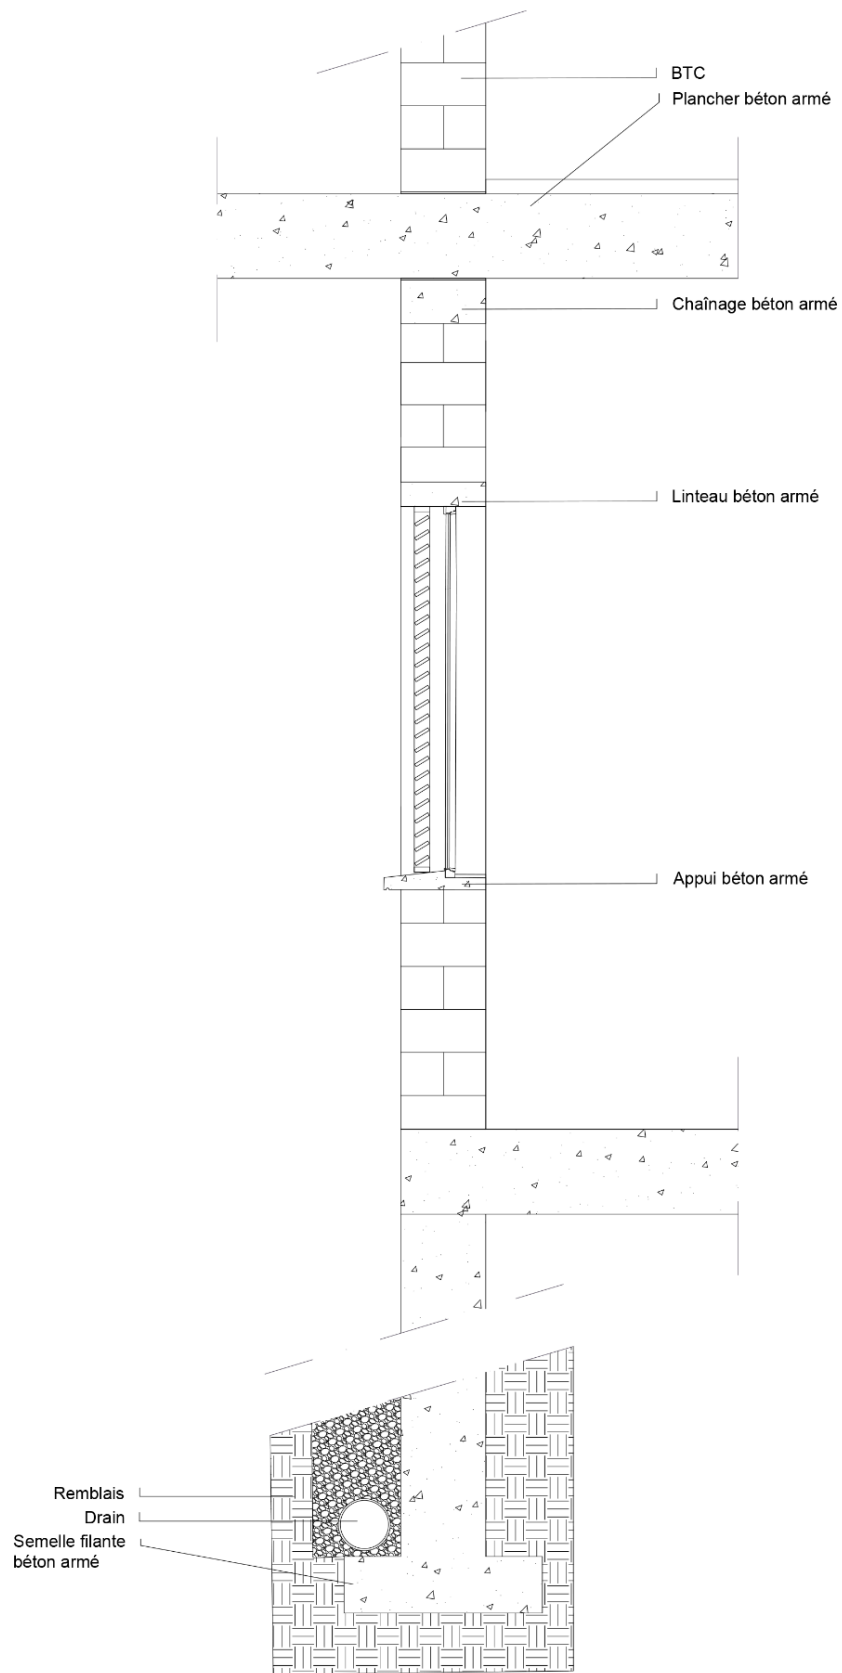 BTC
Plancher béton armé
Chaînage béton armé
Linteau béton armé
Appui béton armé
Remblais
Drain
Semelle filante
béton armé